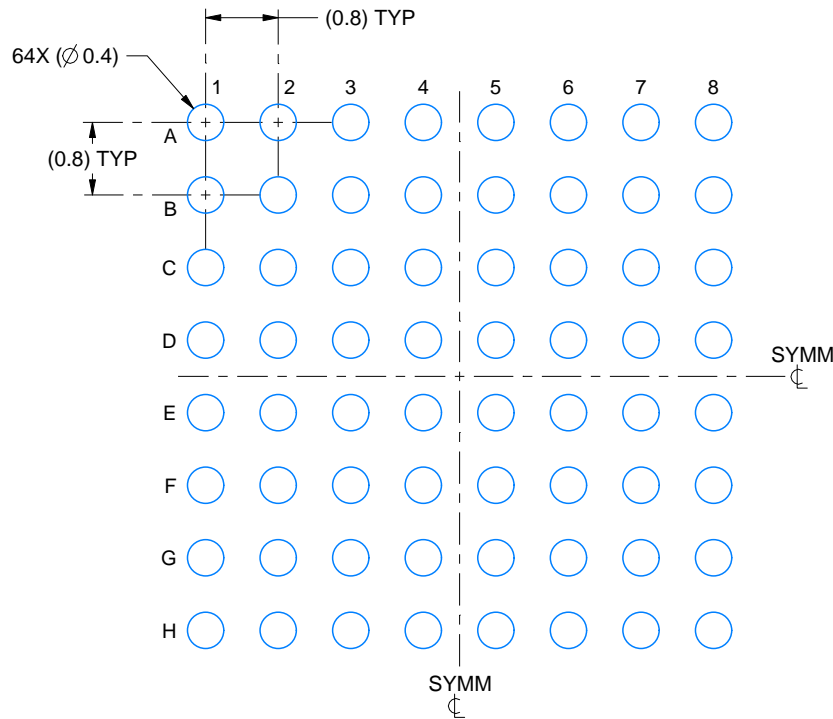 (0.8) TYP
64X (∅ 0.4)
1 2 3 4 5 6 7 8
A
(0.8) TYP
B
C
D
SYMM
℄
E
F
G
H
SYMM
℄